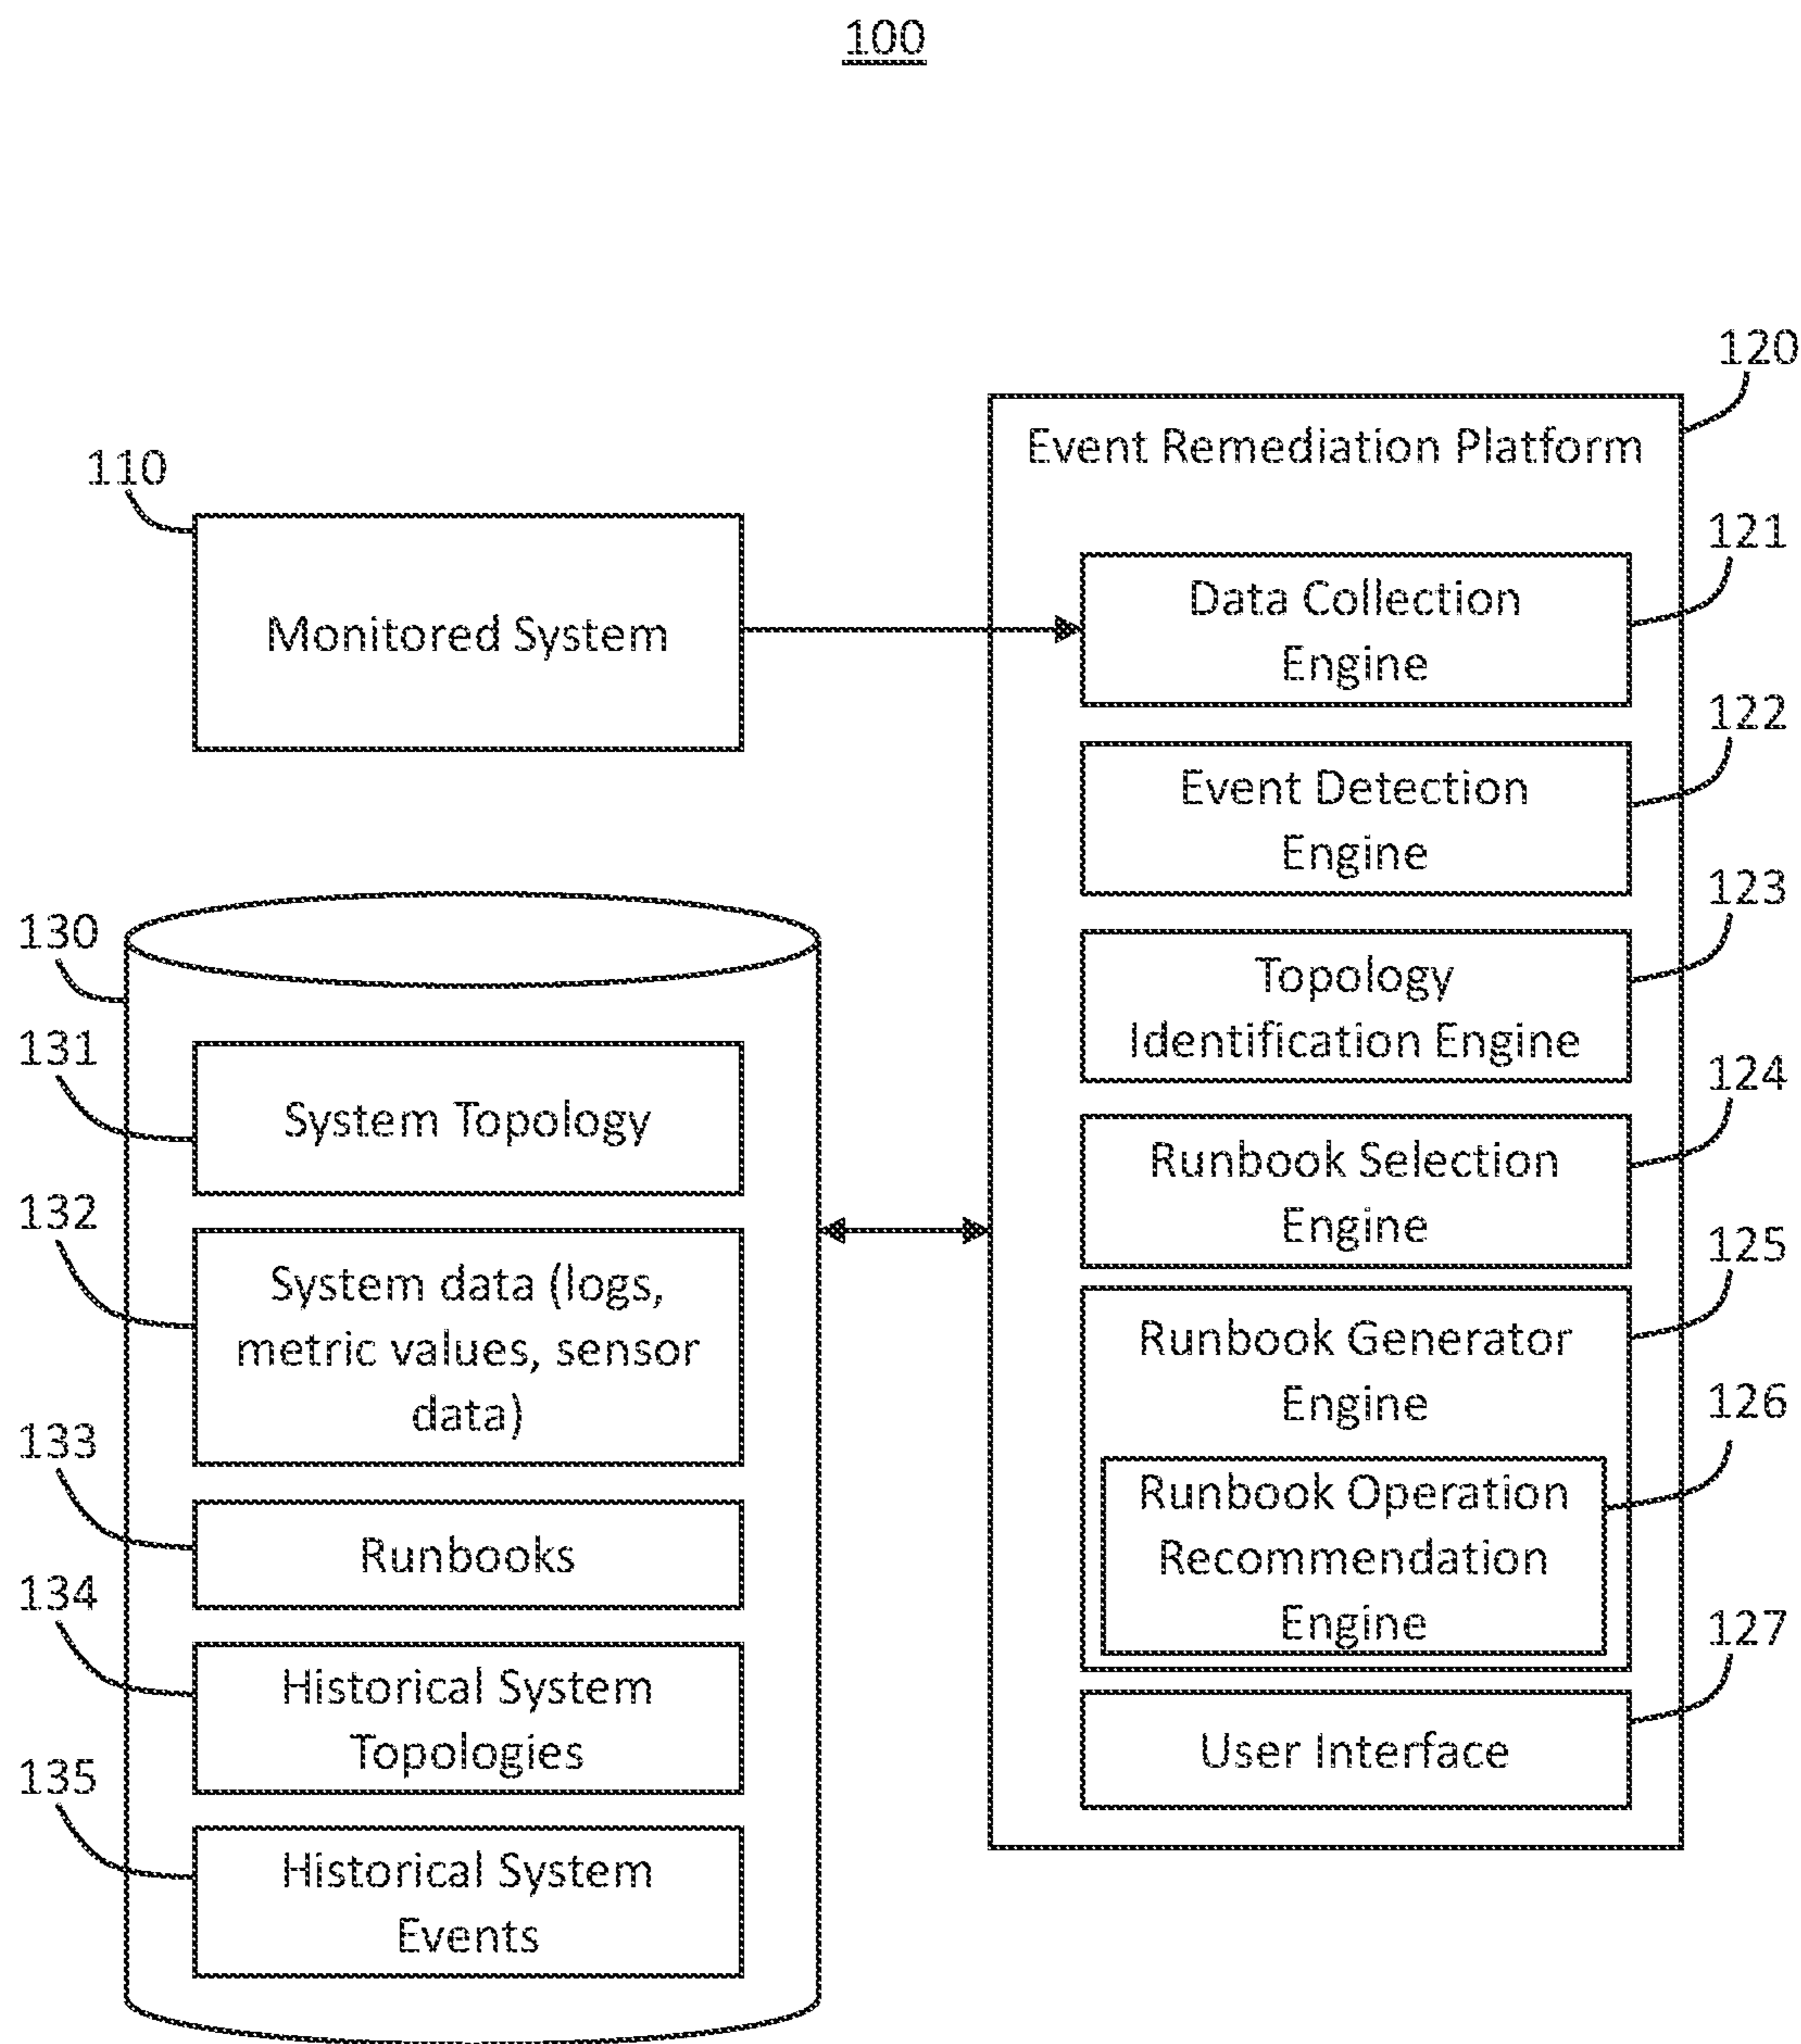 100
120
Event Remediation Platform
110
121
Monitored System
Data Collection
Engine
122
Event Detection
Engine
123
Topology
Identification Engine
124
Runbook Selection
Engine
125
Runbook Generator
Engine
126
Runbook Operation
Recommendation
Engine
127
User Interface
130
131
System Topology
132
System data (logs,
metric values, sensor
data)
133
Runbooks
134
Historical System
Topologies
135
Historical System
Events